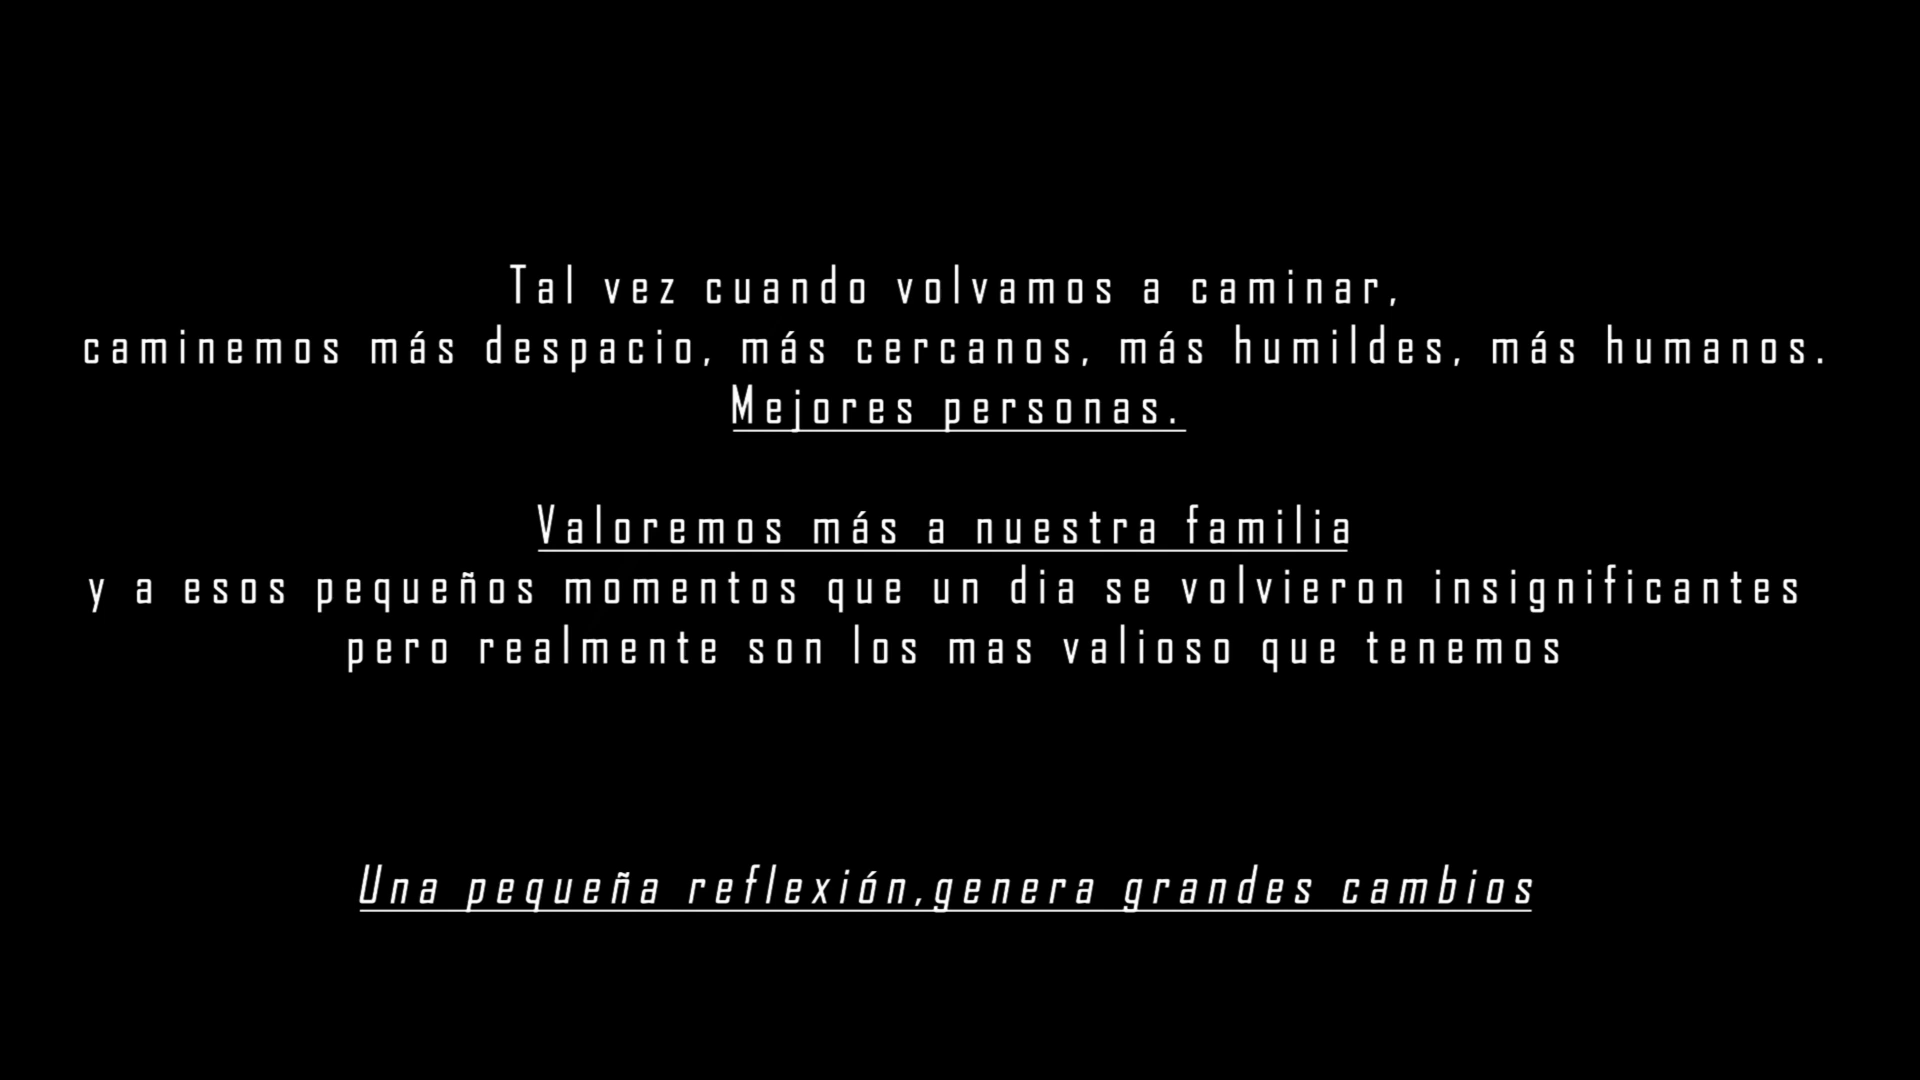 Tal vez cuando volvamos a caminar,
caminemos más despacio, más cercanos, más humildes, más humanos.
Mejores personas.
Valoremos más a nuestra familia
y a esos pequeños momentos que un dia se volvieron insignificantes
pero realmente son los mas valioso que tenemos
Una pequeña reflexión,genera grandes cambios